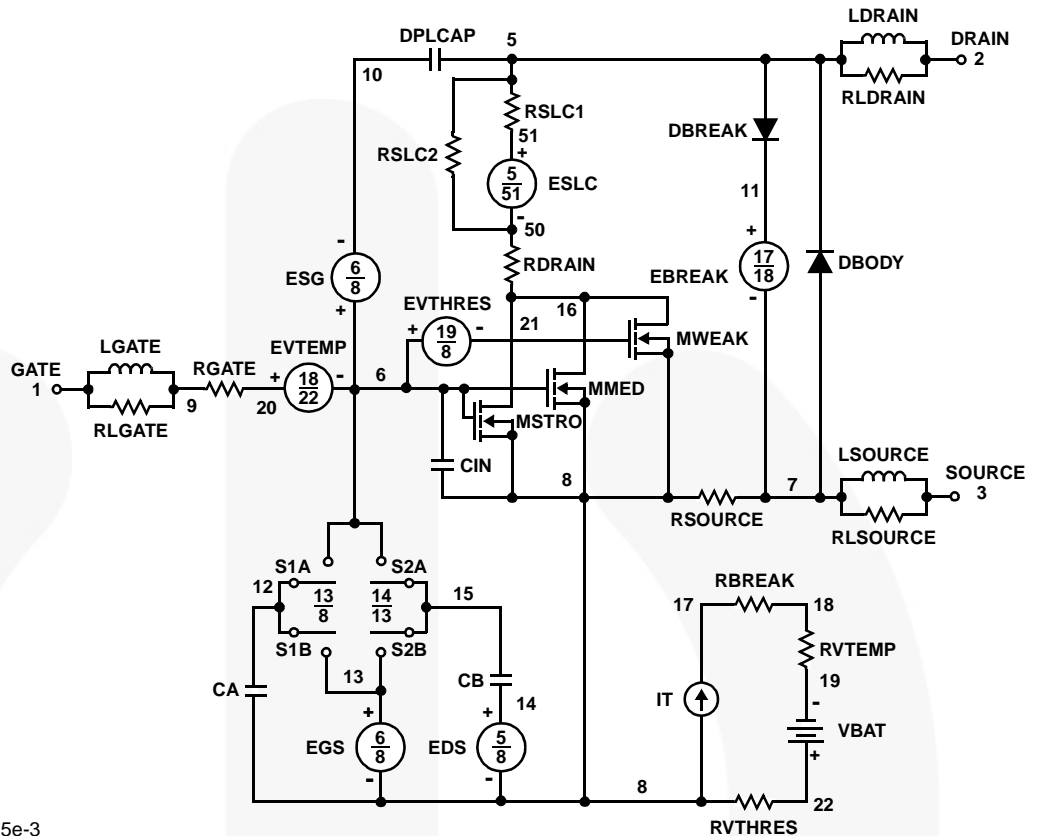 LDRAIN
DPLCAP 5 DRAIN
10 2
RSLC1 RLDRAIN
51 DBREAK
RSLC2 +
5
51 ESLC
11
-
50
- +
RDRAIN 17
18 DBODY
ESG 6
8 EBREAK
EVTHRES 16 -
+ + 19
8 - 21
MWEAK
LGATE EVTEMP
GATE RGATE + 18
22 - 6 MMED
1 9 20
RLGATE MSTRO
CIN LSOURCE
8 7 SOURCE
3
RSOURCE
RLSOURCE
S1A S2A
12 13
8 14
13 15 RBREAK
17 18
S1B S2B
13 RVTEMP
CA CB 19
14 IT -
+ + VBAT
EGS 6
8 EDS 5
8 +
- - 8 22
RVTHRES
5e-3